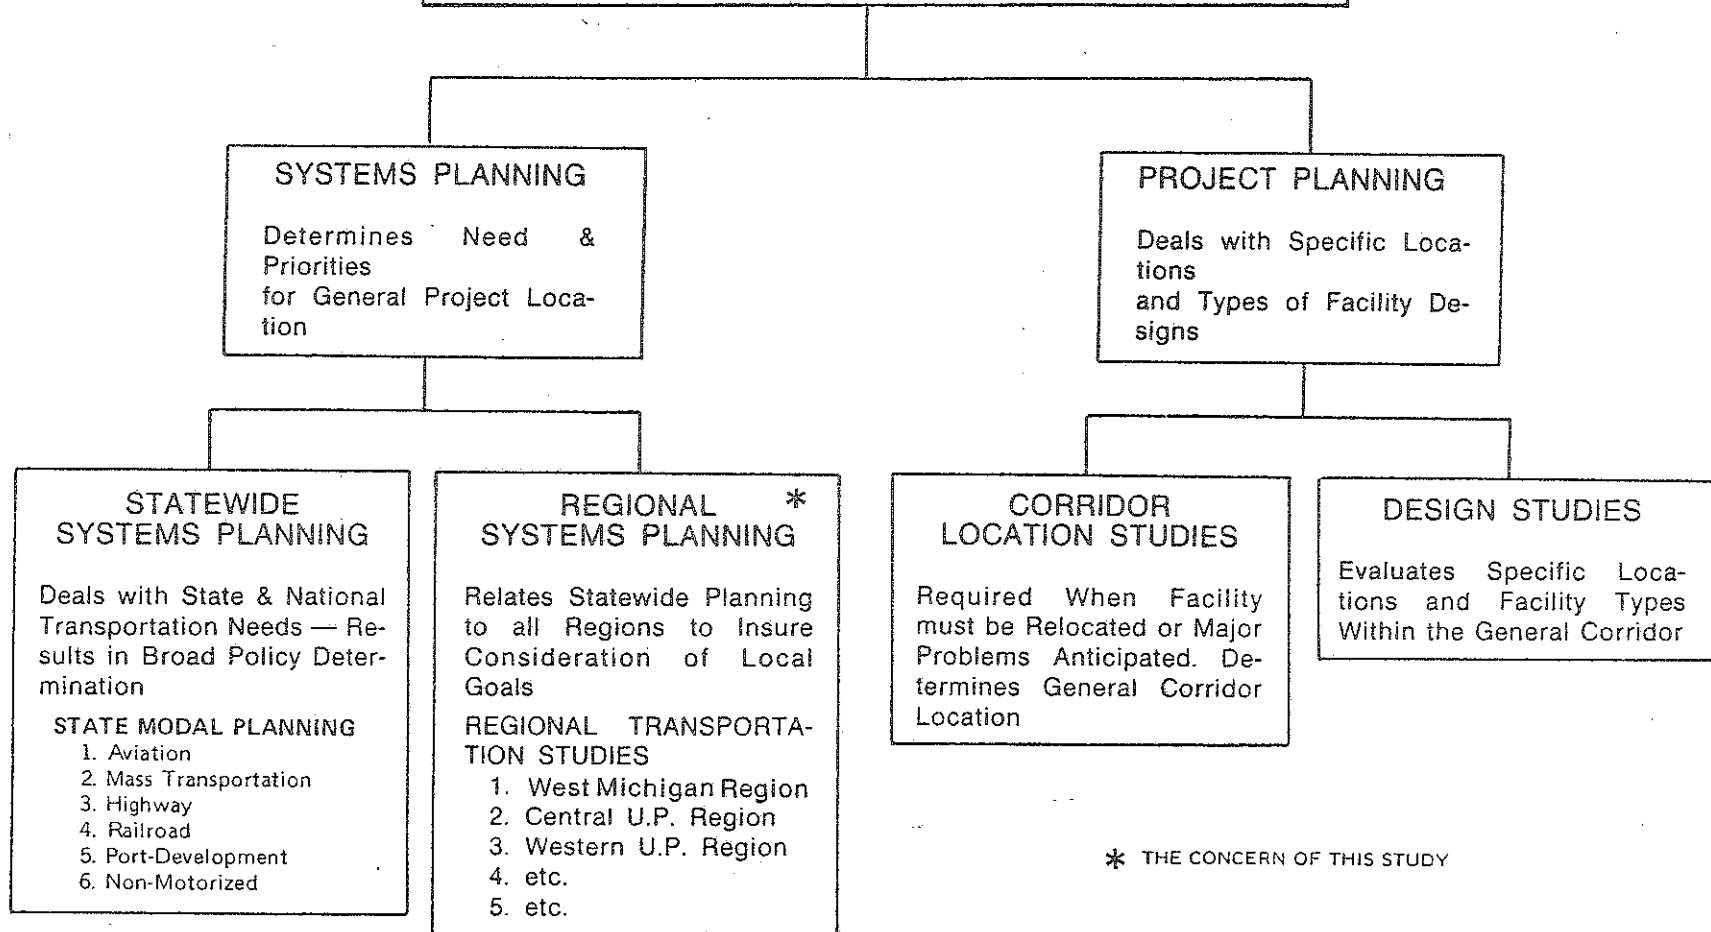 SYSTEMS PLANNING
Determines Need &
Priorities
for General Project Loca-
tion
PROJECT PLANNING
Deals with Specific Loca-
tions
and Types of Facility De-
signs
STATEWIDE
SYSTEMS PLANNING
Deals with State & National
Transportation Needs — Re-
sults in Broad Policy Deter-
mination
STATE MODAL PLANNING
1. Aviation
2. Mass Transportation
3. Highway
4. Railroad
5. Port-Development
6. Non-Motorized
REGIONAL *
SYSTEMS PLANNING
Relates Statewide Planning
to all Regions to Insure
Consideration of Local
Goals
REGIONAL TRANSPORTA-
TION STUDIES
1. West Michigan Region
2. Central U.P. Region
3. Western U.P. Region
4. etc.
5. etc.
CORRIDOR
LOCATION STUDIES
Required When Facility
must be Relocated or Major
Problems Anticipated. De-
termines General Corridor
Location
DESIGN STUDIES
Evaluates Specific Loca-
tions and Facility Types
Within the General Corridor
* THE CONCERN OF THIS STUDY